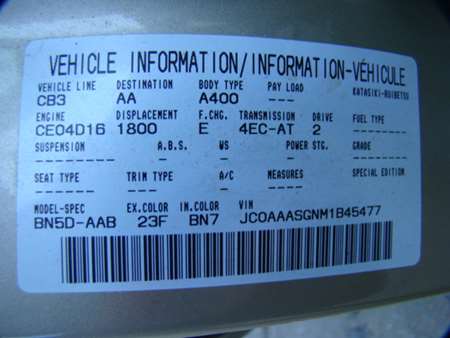 VEHICLE INFORMATION/INFORMATION-VÉHICULE
VEHICLE LINE DESTINATION BODY TYPE PAY LOAD
CB3 AA A400 --- KATASIKI-RUIBETSU
ENGINE DISPLACEMENT F.CHG. TRANSMISSION DRIVE FUEL TYPE
CE04D16 1800 E 4EC-AT 2 ---
SUSPENSION A.B.S. WS POWER STG. GRADE
--- - - - ---
SEAT TYPE TRIM TYPE A/C MEASURES SPECIAL SPEC.
--- --- - ---
MODEL-SPEC EX.COLOR IN.COLOR VIN
BN5D-AAB 23F BN7 JC0AAASGNM1B45477